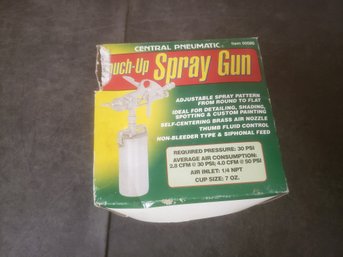 CENTRAL PNEUMATIC®
Touch-Up Spray Gun
ADJUSTABLE SPRAY PATTERN
FROM ROUND TO FLAT
IDEAL FOR DETAILING, SHADING,
SPOTTING & CUSTOM PAINTING
SELF-CENTERING BRASS AIR NOZZLE
THUMB FLUID CONTROL
NON-BLEEDER TYPE & SIPHONAL FEED
REQUIRED PRESSURE: 30 PSI
AVERAGE AIR CONSUMPTION:
2.8 CFM @ 30 PSI; 4.0 CFM @ 50 PSI
AIR INLET: 1/4 NPT
CUP SIZE: 7 OZ.